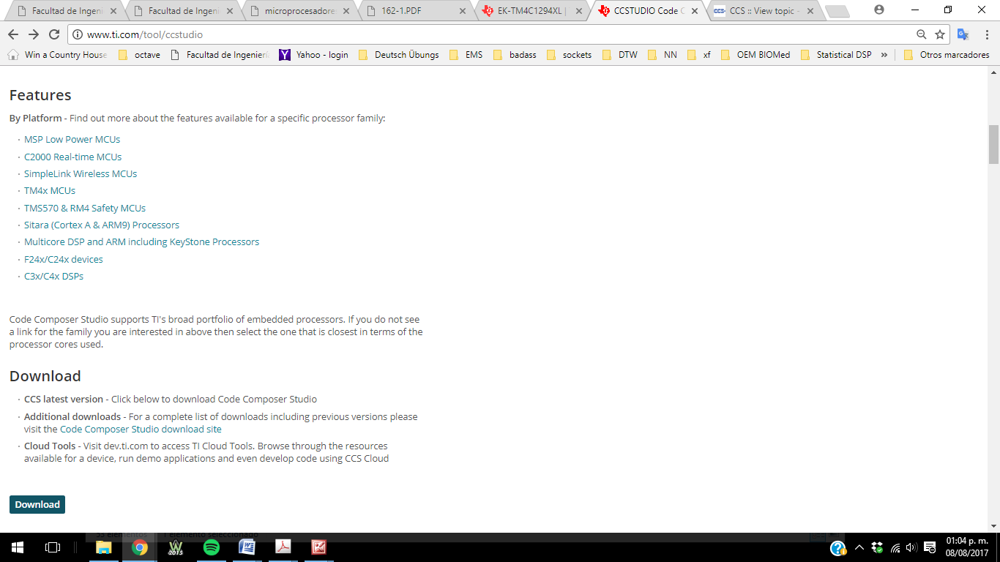 Facultad de Ingeni
Facultad de Ingeni
microprocesadore
162-1.PDF
EK-TM4C1294XL |
CCSTUDIO Code C
CCS :: View topic -
www.ti.com/tool/ccstudio
Win a Country House
octave
Facultad de Ingenierí
Yahoo - login
Deutsch Übungs
EMS
badass
sockets
DTW
NN
xf
OEM BIOMed
Statistical DSP
»
Otros marcadores
Features
By Platform - Find out more about the features available for a specific processor family:
· MSP Low Power MCUs
· C2000 Real-time MCUs
· SimpleLink Wireless MCUs
· TM4x MCUs
· TMS570 & RM4 Safety MCUs
· Sitara (Cortex A & ARM9) Processors
· Multicore DSP and ARM including KeyStone Processors
· F24x/C24x devices
· C3x/C4x DSPs
Code Composer Studio supports TI's broad portfolio of embedded processors. If you do not see
a link for the family you are interested in above then select the one that is closest in terms of the
processor cores used.
Download
· CCS latest version - Click below to download Code Composer Studio
· Additional downloads - For a complete list of downloads including previous versions please
visit the Code Composer Studio download site
· Cloud Tools - Visit dev.ti.com to access TI Cloud Tools. Browse through the resources
available for a device, run demo applications and even develop code using CCS Cloud
Download
elementos 1 elemento seleccionado
2015
01:04 p. m.
08/08/2017